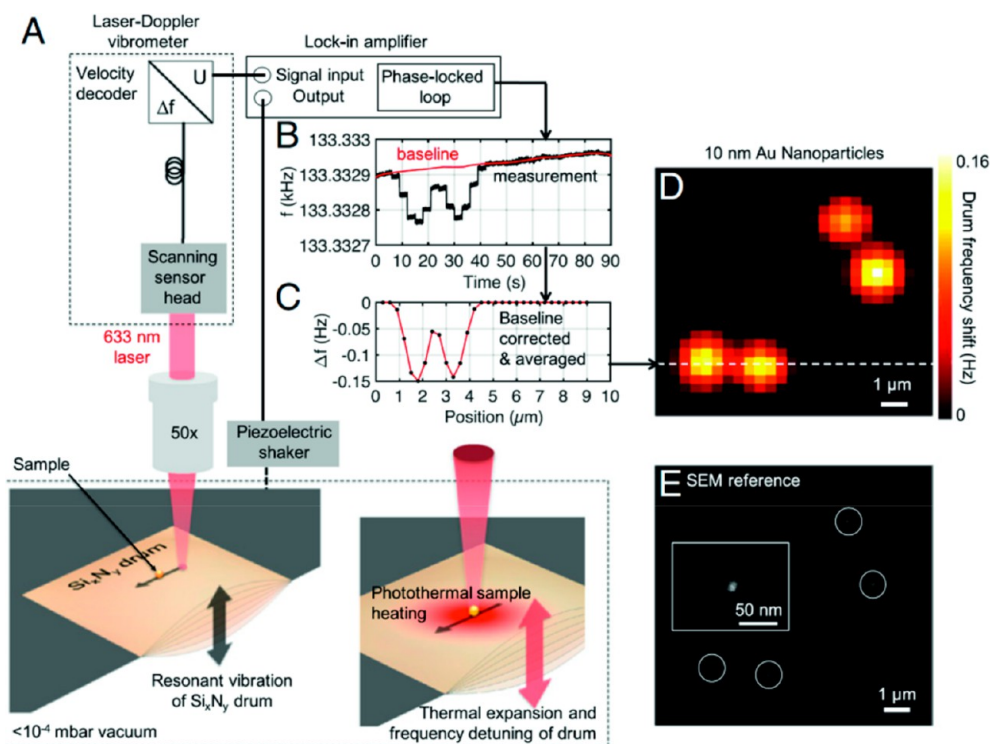 A
Laser-Doppler
vibrometer
Velocity
decoder
U
Δf
Scanning
sensor
head
633 nm
laser
50x
Lock-in amplifier
Signal input
Output
Phase-locked
loop
Piezoelectric
shaker
B
133.333
133.3329
133.3328
133.3327
f (kHz)
baseline
measurement
0 10 20 30 40 50 60 70 80 90
Time (s)
C
0
-0.05
-0.1
-0.15
Δf (Hz)
Baseline
corrected
& averaged
0 1 2 3 4 5 6 7 8 9 10
Position (μm)
10 nm Au Nanoparticles
D
1 μm
0.16
Drum frequency shift (Hz)
0
Sample
SixNy drum
Resonant vibration
of SixNy drum
<10⁻⁴ mbar vacuum
Photothermal sample
heating
Thermal expansion and
frequency detuning of drum
E SEM reference
50 nm
1 μm